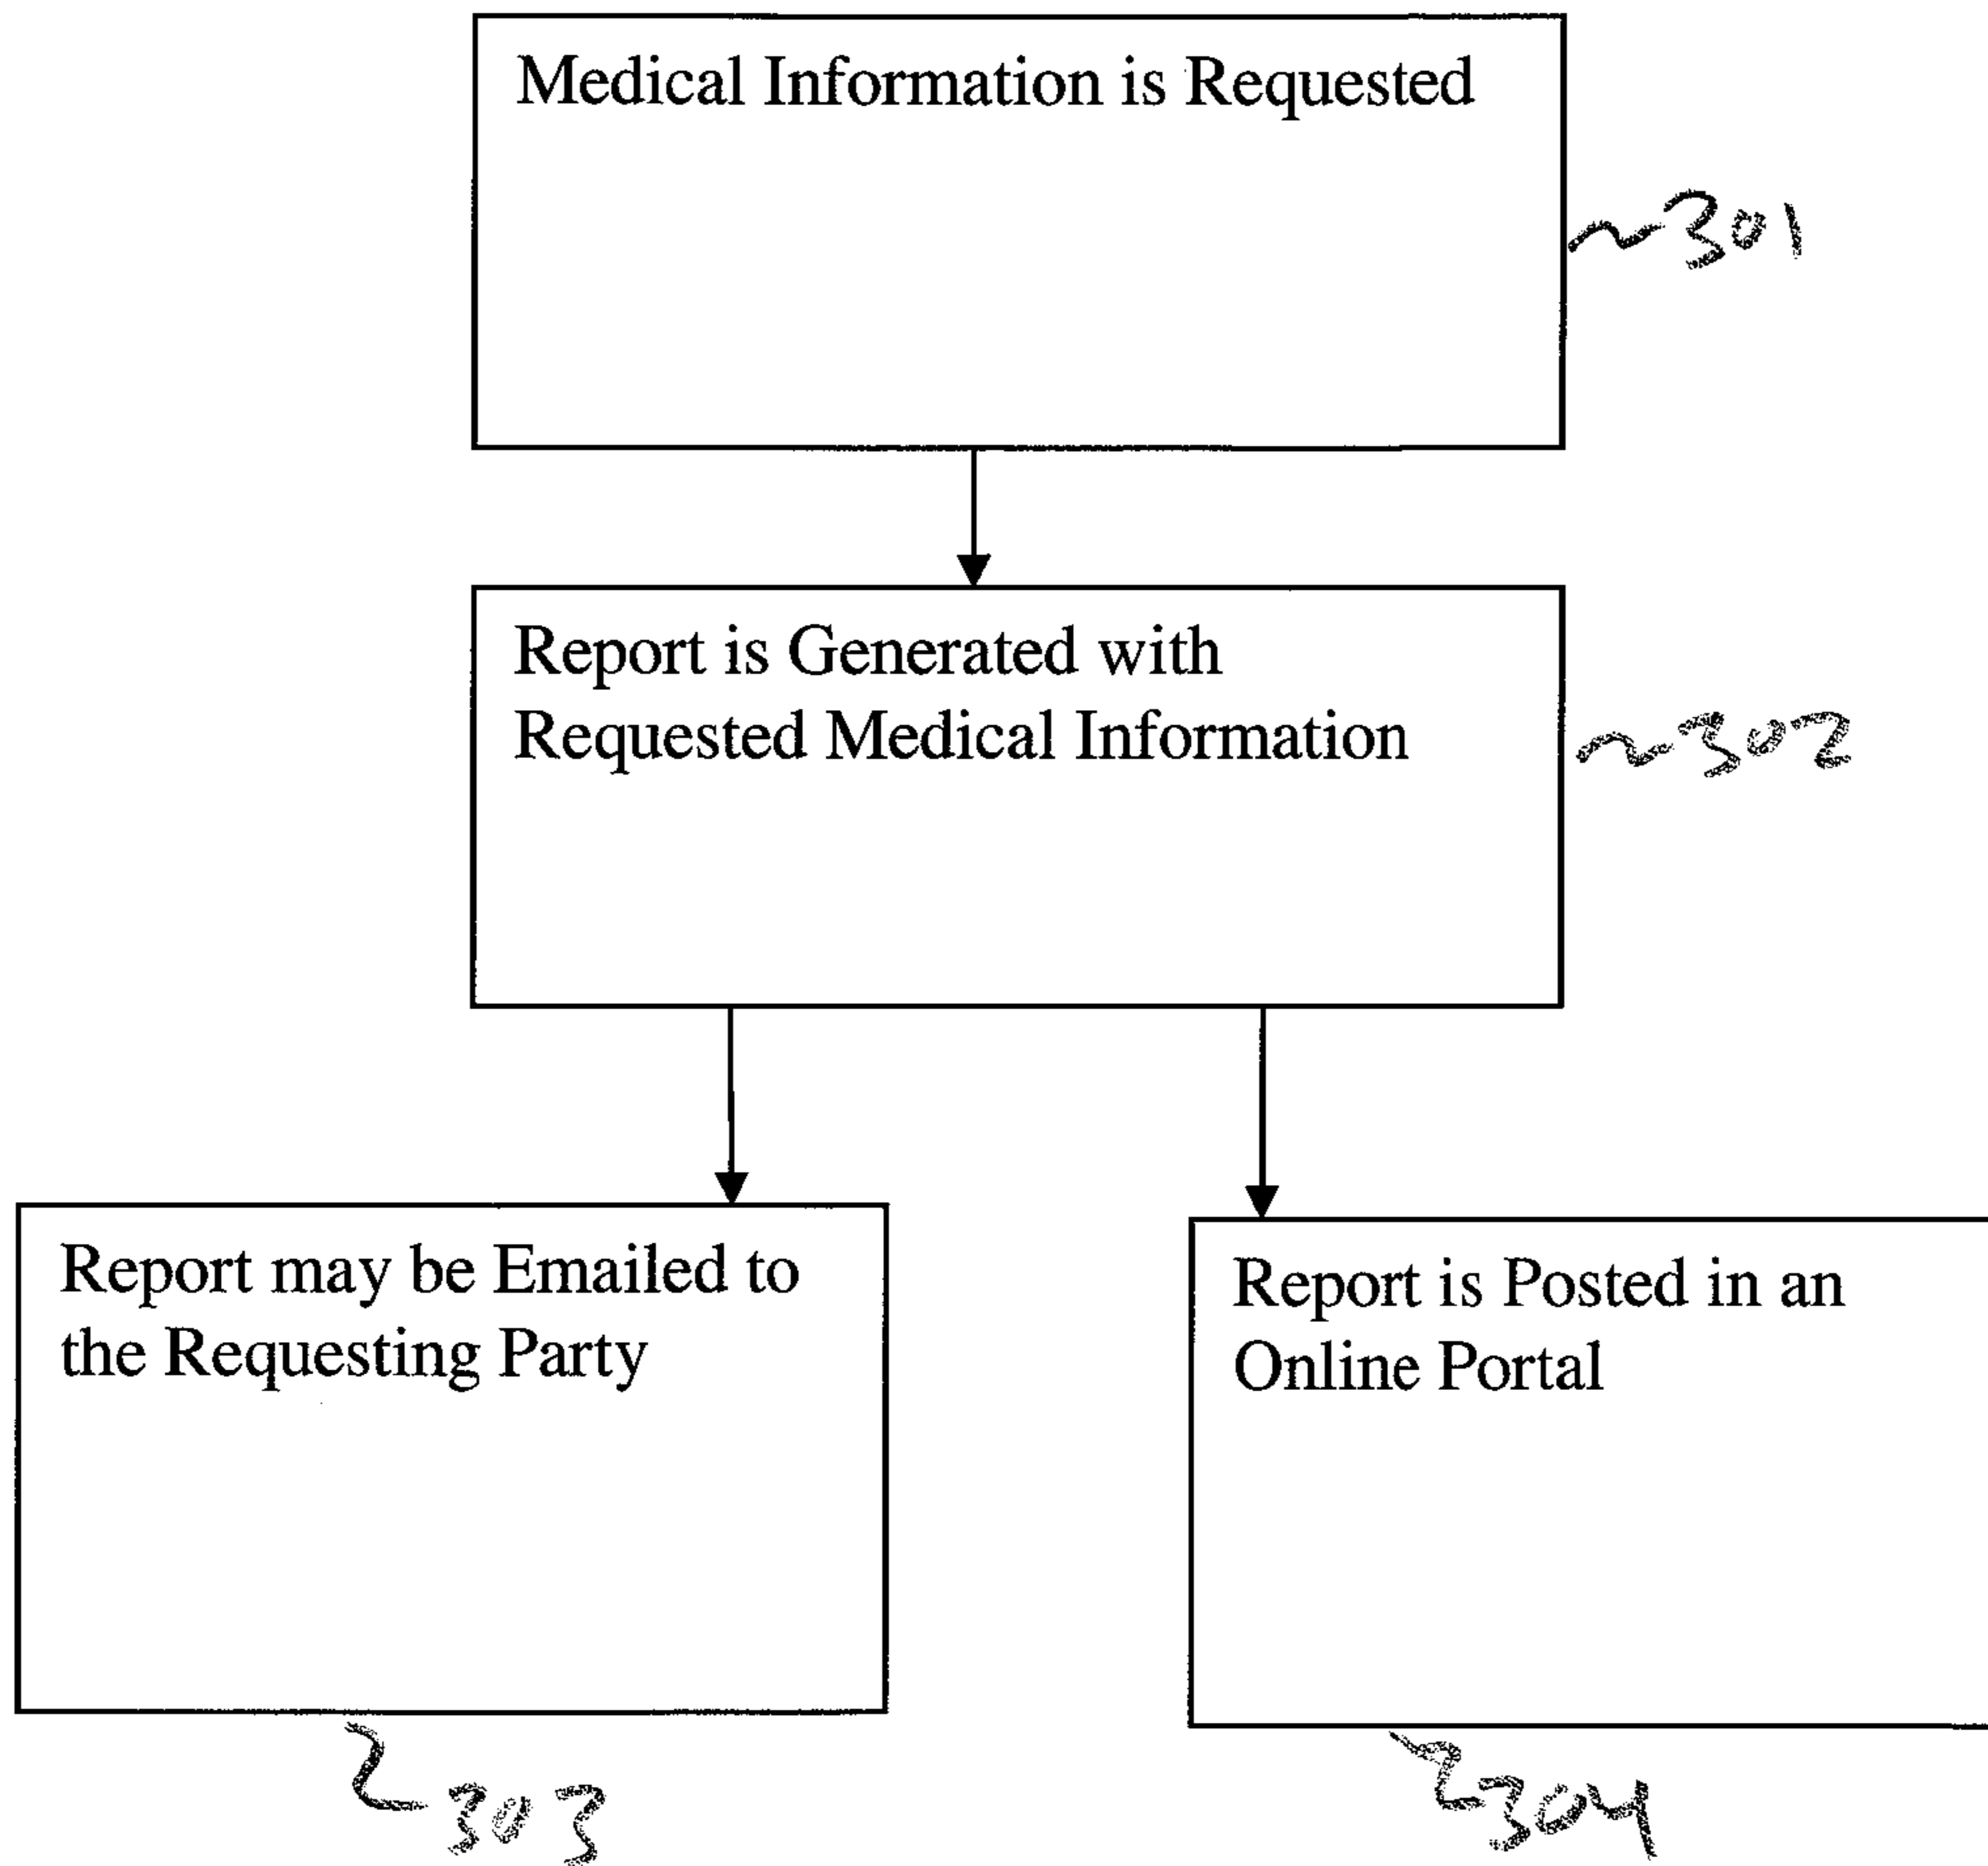 Medical Information is Requested
~301
Report is Generated with
Requested Medical Information
~302
Report may be Emailed to
the Requesting Party
303
Report is Posted in an
Online Portal
304